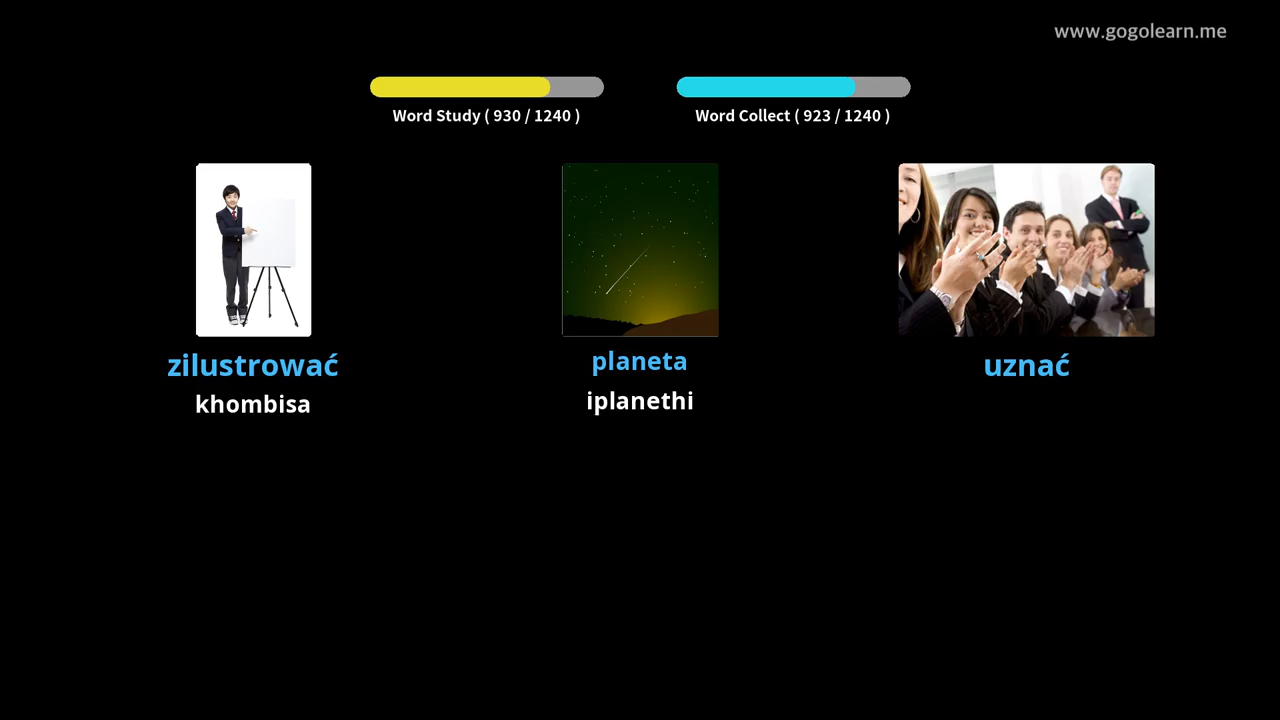 www.gogolearn.me
Word Study ( 930 / 1240 )
Word Collect ( 923 / 1240 )
zilustrować
khombisa
planeta
iplanethi
uznać